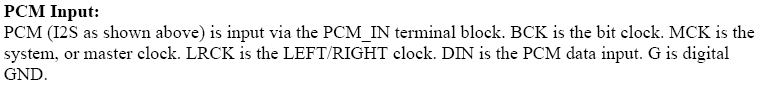 PCM Input:
PCM (I2S as shown above) is input via the PCM_IN terminal block. BCK is the bit clock. MCK is the
system, or master clock. LRCK is the LEFT/RIGHT clock. DIN is the PCM data input. G is digital
GND.